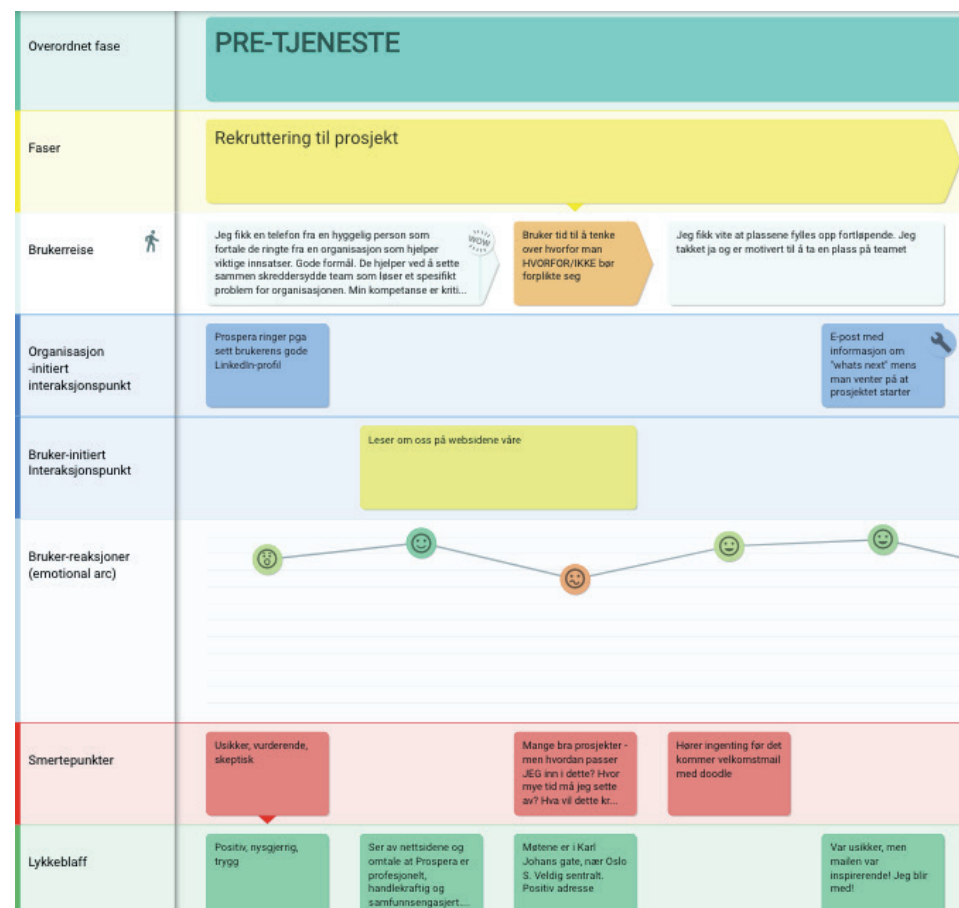 Overordnet fase
PRE-TJENESTE
Faser
Rekruttering til prosjekt
Brukerreise
Jeg fikk en telefon fra en hyggelig person som
fortale de ringte fra en organisasjon som hjelper
viktige innsatser. Gode formål. De hjelper ved å sette
sammen skreddersydde team som løser et spesifikt
problem for organisasjonen. Min kompetanse er kriti...
WOW
Bruker tid til å tenke
over hvorfor man
HVORFOR/IKKE bør
forplikte seg
Jeg fikk vite at plassene fylles opp fortløpende. Jeg
takket ja og er motivert til å ta en plass på teamet
Organisasjon
-initiert
interaksjonspunkt
Prospera ringer pga
sett brukerens gode
LinkedIn-profil
E-post med
informasjon om
"whats next" mens
man venter på at
prosjektet starter
Bruker-initiert
Interaksjonspunkt
Leser om oss på websidene våre
Bruker-reaksjoner
(emotional arc)
Smertepunkter
Usikker, vurderende,
skeptisk
Mange bra prosjekter -
men hvordan passer
JEG inn i dette? Hvor
mye tid må jeg sette
av? Hva vil dette kr...
Hører ingenting før det
kommer velkomstmail
med doodle
Lykkeblaff
Positiv, nysgjerrig,
trygg
Ser av nettsidene og
omtale at Prospera er
profesjonelt,
handlekraftig og
samfunnsengasjert....
Møtene er i Karl
Johans gate, nær Oslo
S. Veldig sentralt.
Positiv adresse
Var usikker, men
mailen var
inspirerende! Jeg blir
med!